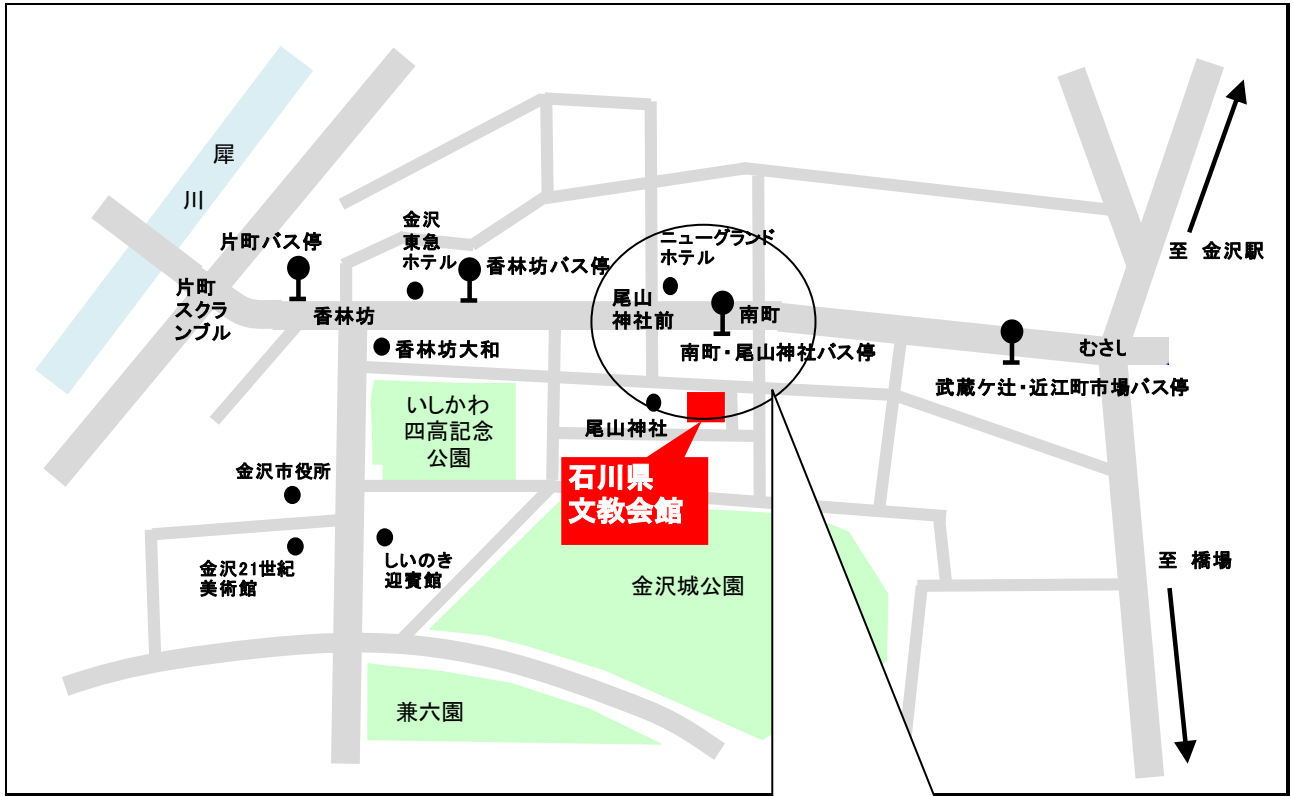 犀
川
片町バス停
金沢
東急
ホテル
香林坊バス停
ニューグランド
ホテル
至 金沢駅
片町
スクラ
ンブル
香林坊
尾山
神社前
南町
香林坊大和
南町・尾山神社バス停
むさし
武蔵ケ辻・近江町市場バス停
いしかわ
四高記念
公園
尾山神社
金沢市役所
石川県
文教会館
金沢21世紀
美術館
しいのき
迎賓館
金沢城公園
至 橋場
兼六園